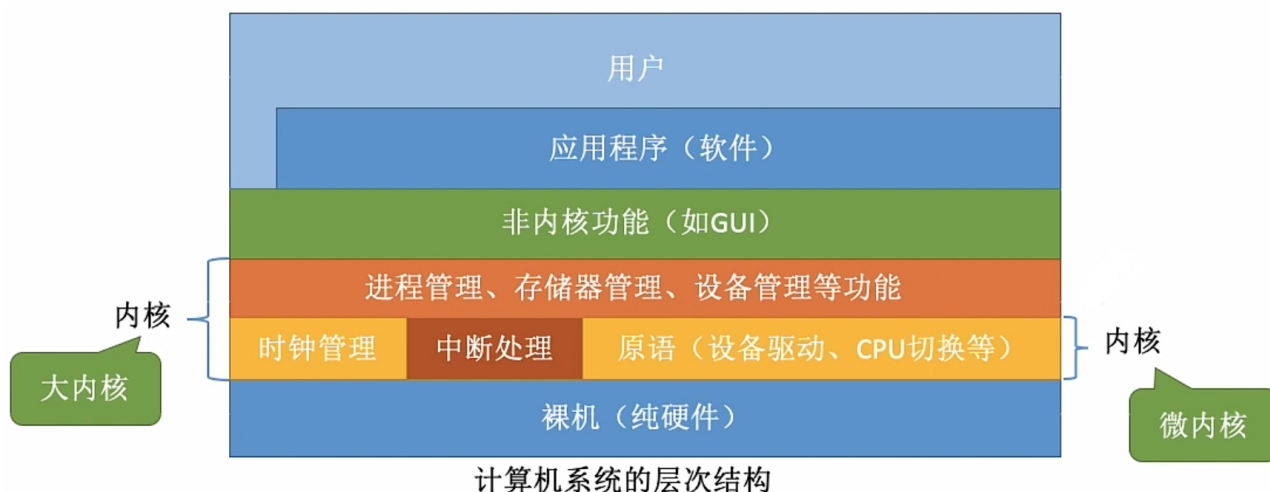 用户
应用程序（软件）
非内核功能（如GUI）
进程管理、存储器管理、设备管理等功能
内核
时钟管理
中断处理
原语（设备驱动、CPU切换等）
内核
大内核
裸机（纯硬件）
微内核
计算机系统的层次结构